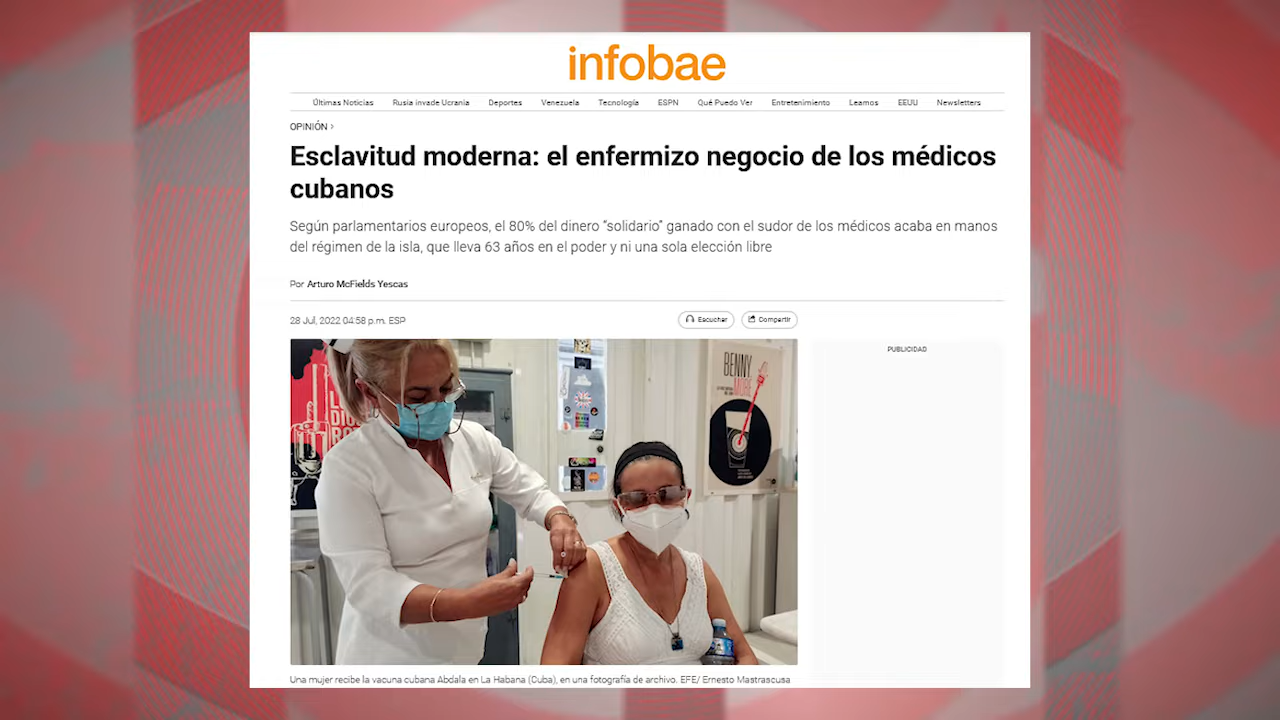 infobae
Últimas Noticias Rusia invade Ucrania Deportes Venezuela Tecnología ESPN Qué Puedo Ver Entretenimiento Leamos EEUU Newsletters
OPINIÓN ›
Esclavitud moderna: el enfermizo negocio de los médicos
cubanos
Según parlamentarios europeos, el 80% del dinero “solidario” ganado con el sudor de los médicos acaba en manos
del régimen de la isla, que lleva 63 años en el poder y ni una sola elección libre
Por Arturo McFields Yescas
28 Jul, 2022 04:58 p.m. ESP
Escuchar
Compartir
PUBLICIDAD
BENNY
MORÉ
Una mujer recibe la vacuna cubana Abdala en La Habana (Cuba), en una fotografía de archivo. EFE/ Ernesto Mastrascusa